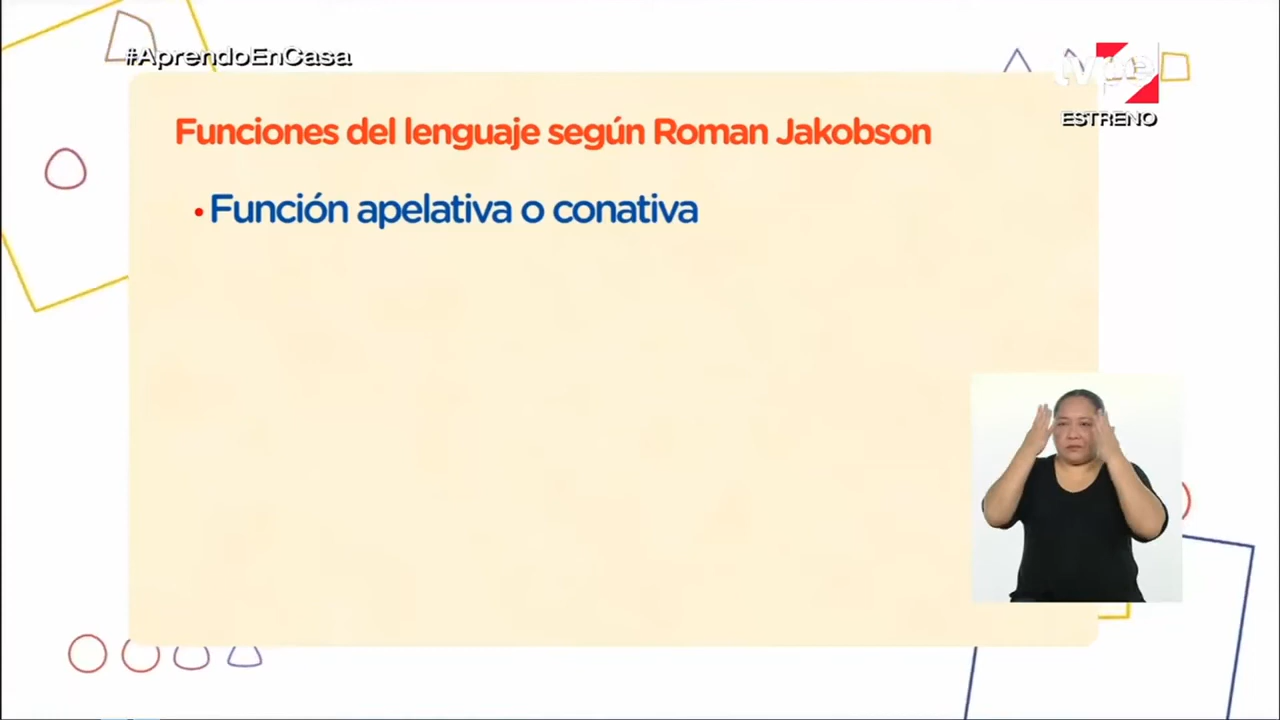 #AprendoEnCasa
tvpe
ESTRENO
Funciones del lenguaje según Roman Jakobson
• Función apelativa o conativa